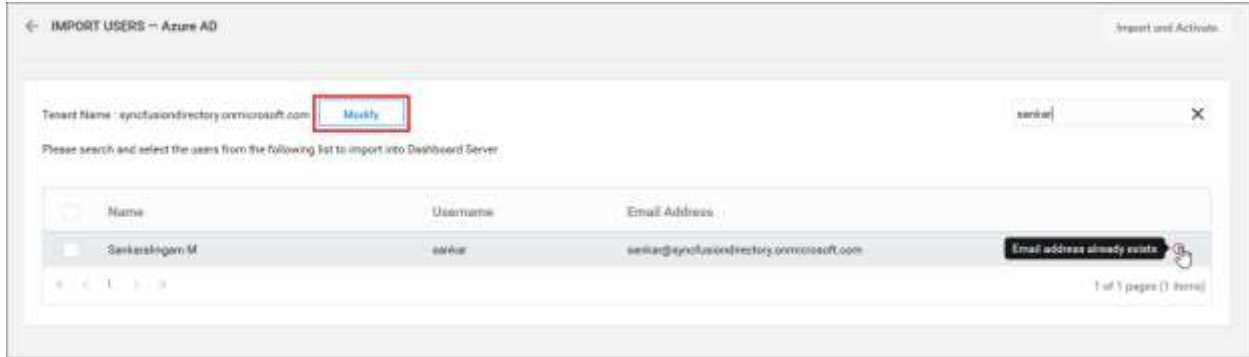 IMPORT USERS — Azure AD
Import and Activate
Tenant Name : syncfusiondirectory.onmicrosoft.com Modify
sankar
Please search and select the users from the following list to import into Dashboard Server
Name Username Email Address
Sankaralingam M sankar sankar@syncfusiondirectory.onmicrosoft.com Email address already exists
1 1 of 1 pages (1 items)